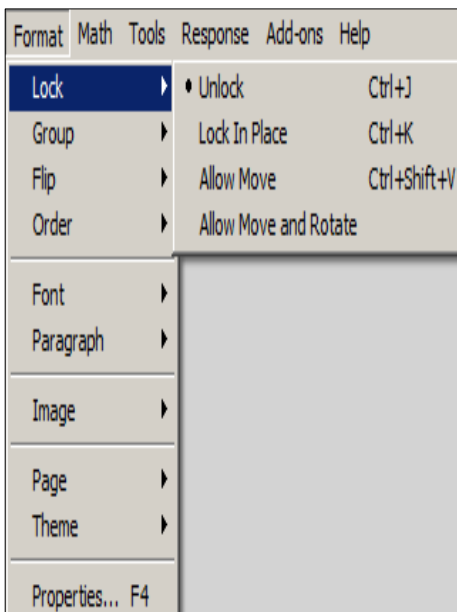 Format Math Tools Response Add-ons Help
Lock
• Unlock Ctrl+J
Group
Lock In Place Ctrl+K
Flip
Allow Move Ctrl+Shift+V
Order
Allow Move and Rotate
Font
Paragraph
Image
Page
Theme
Properties... F4